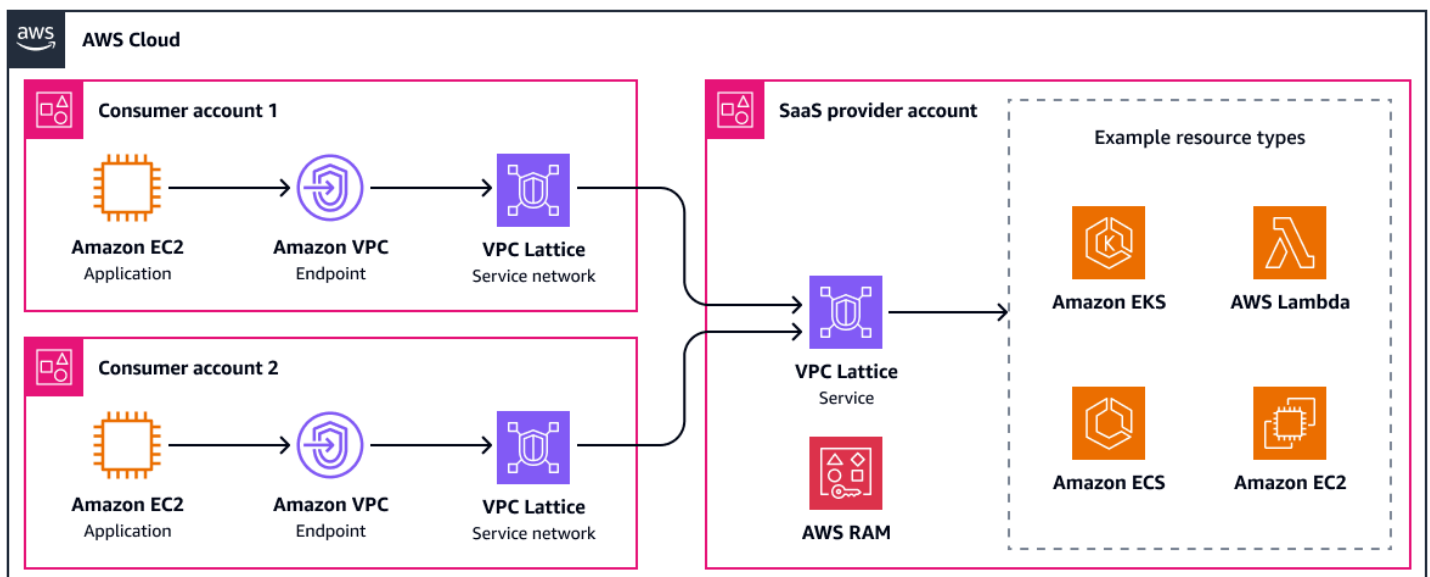 aws
AWS Cloud
Consumer account 1
Amazon EC2
Application
Amazon VPC
Endpoint
VPC Lattice
Service network
Consumer account 2
Amazon EC2
Application
Amazon VPC
Endpoint
VPC Lattice
Service network
SaaS provider account
VPC Lattice
Service
AWS RAM
Example resource types
K
Amazon EKS
AWS Lambda
Amazon ECS
Amazon EC2